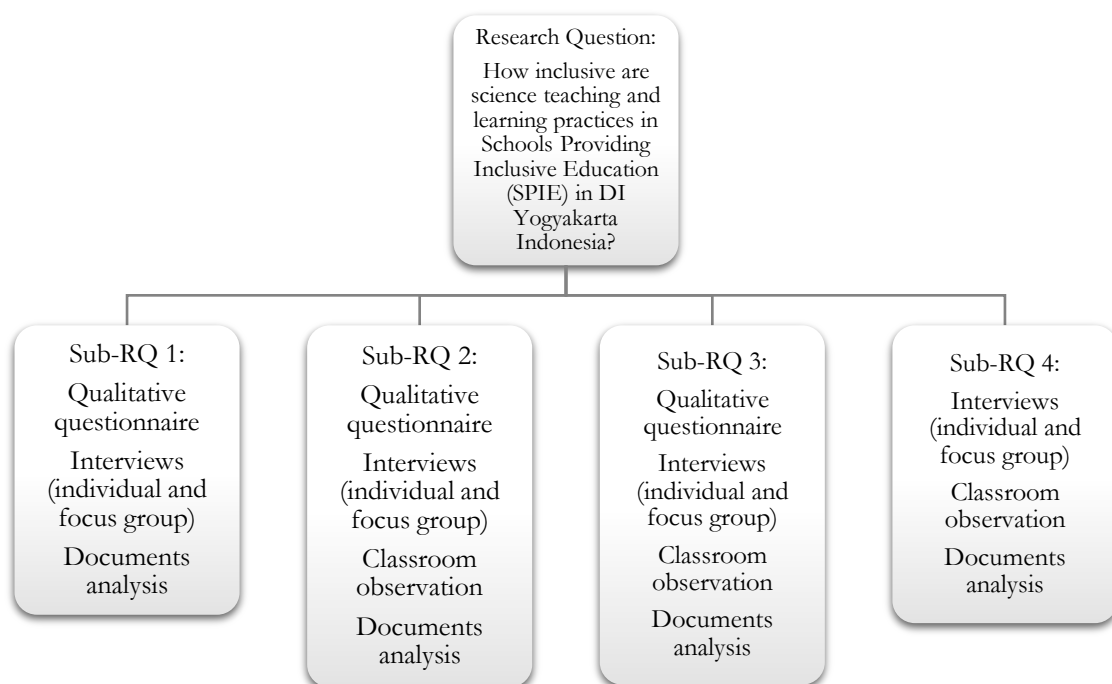 Research Question:
How inclusive are
science teaching and
learning practices in
Schools Providing
Inclusive Education
(SPIE) in DI
Yogyakarta
Indonesia?
Sub-RQ 1:
Qualitative
questionnaire
Interviews
(individual and
focus group)
Documents
analysis
Sub-RQ 2:
Qualitative
questionnaire
Interviews
(individual and
focus group)
Classroom
observation
Documents
analysis
Sub-RQ 3:
Qualitative
questionnaire
Interviews
(individual and
focus group)
Classroom
observation
Documents
analysis
Sub-RQ 4:
Interviews
(individual and
focus group)
Classroom
observation
Documents
analysis